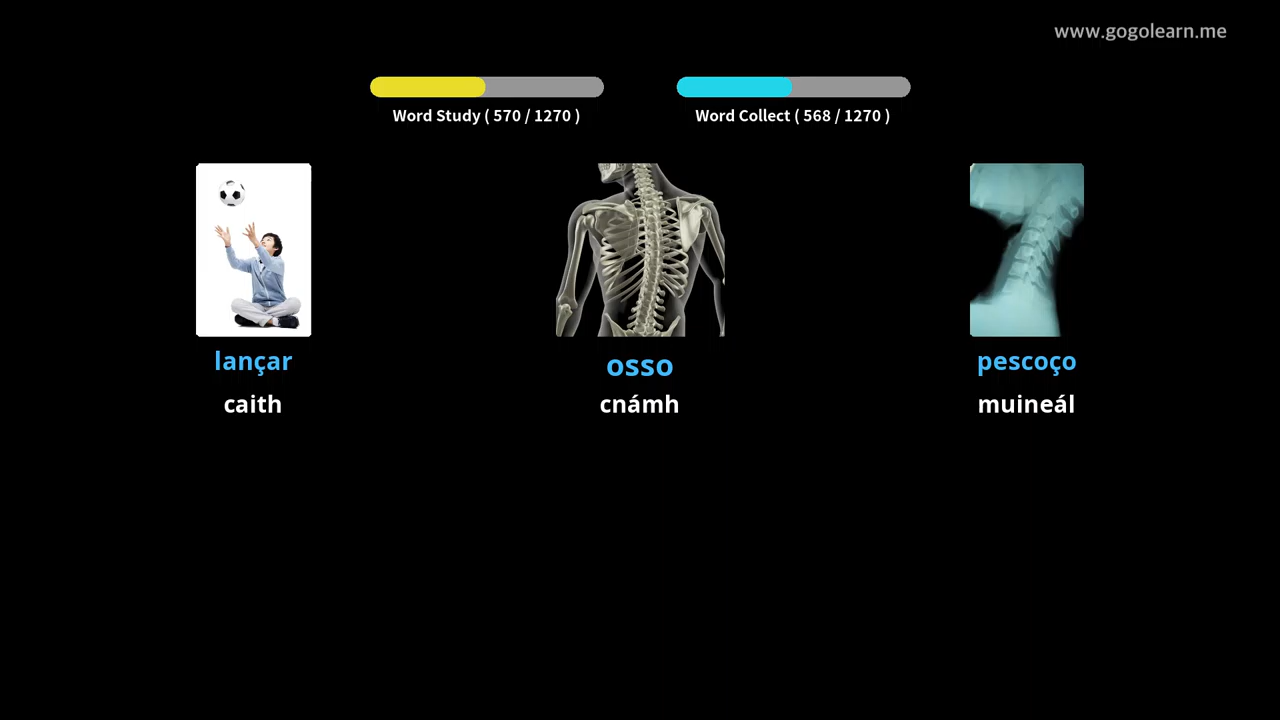 www.gogolearn.me
Word Study ( 570 / 1270 )
Word Collect ( 568 / 1270 )
lançar
osso
pescoço
caith
cnámh
muineál